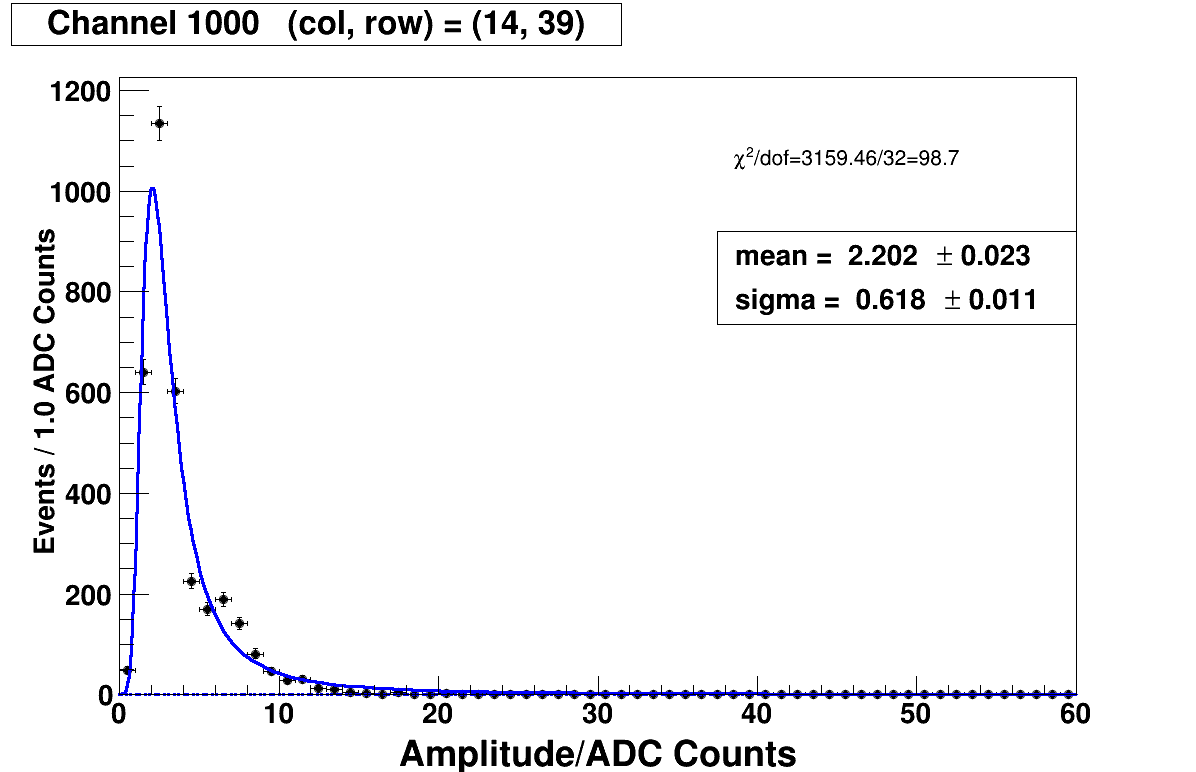 Channel 1000 (col, row) = (14, 39)
1200
1000
800
600
400
200
0
Events / 1.0 ADC Counts
χ²/dof=3159.46/32=98.7
mean = 2.202 ± 0.023
sigma = 0.618 ± 0.011
0 10 20 30 40 50 60
Amplitude/ADC Counts